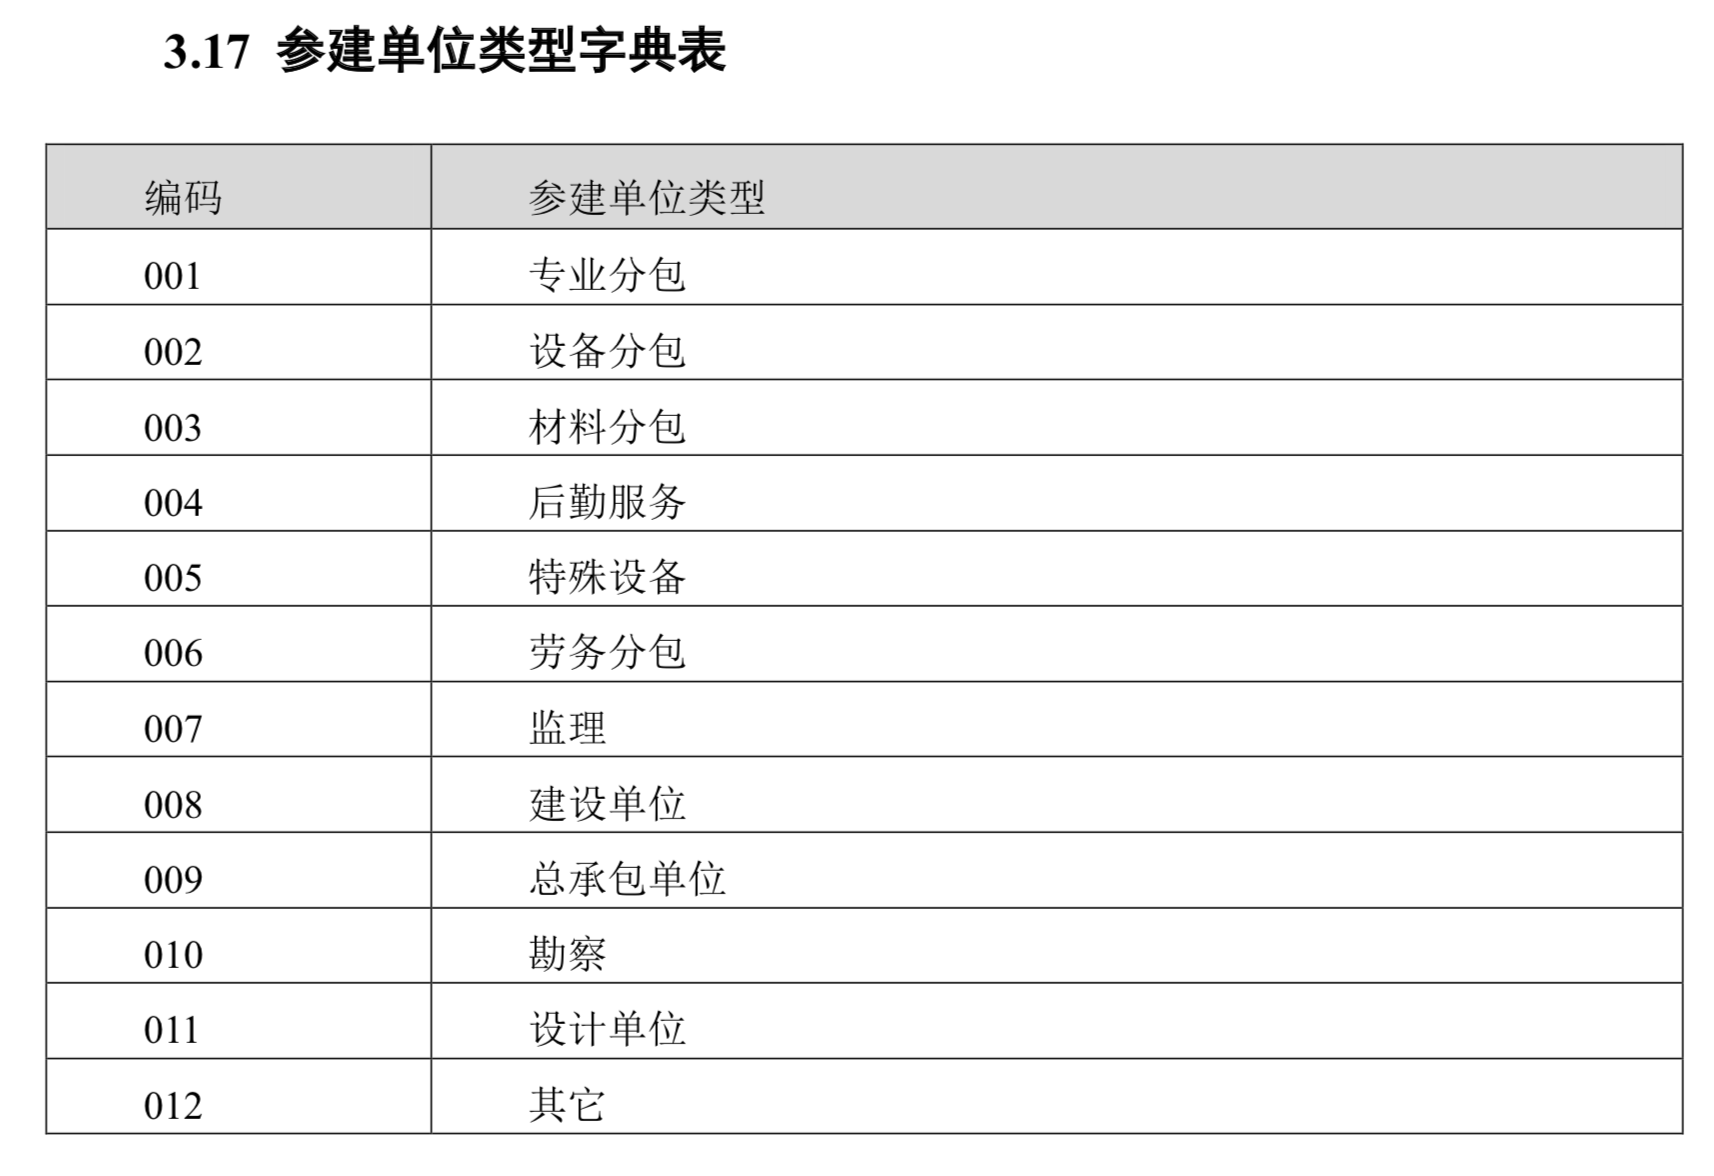 3.17 参建单位类型字典表
编码 参建单位类型
001 专业分包
002 设备分包
003 材料分包
004 后勤服务
005 特殊设备
006 劳务分包
007 监理
008 建设单位
009 总承包单位
010 勘察
011 设计单位
012 其它